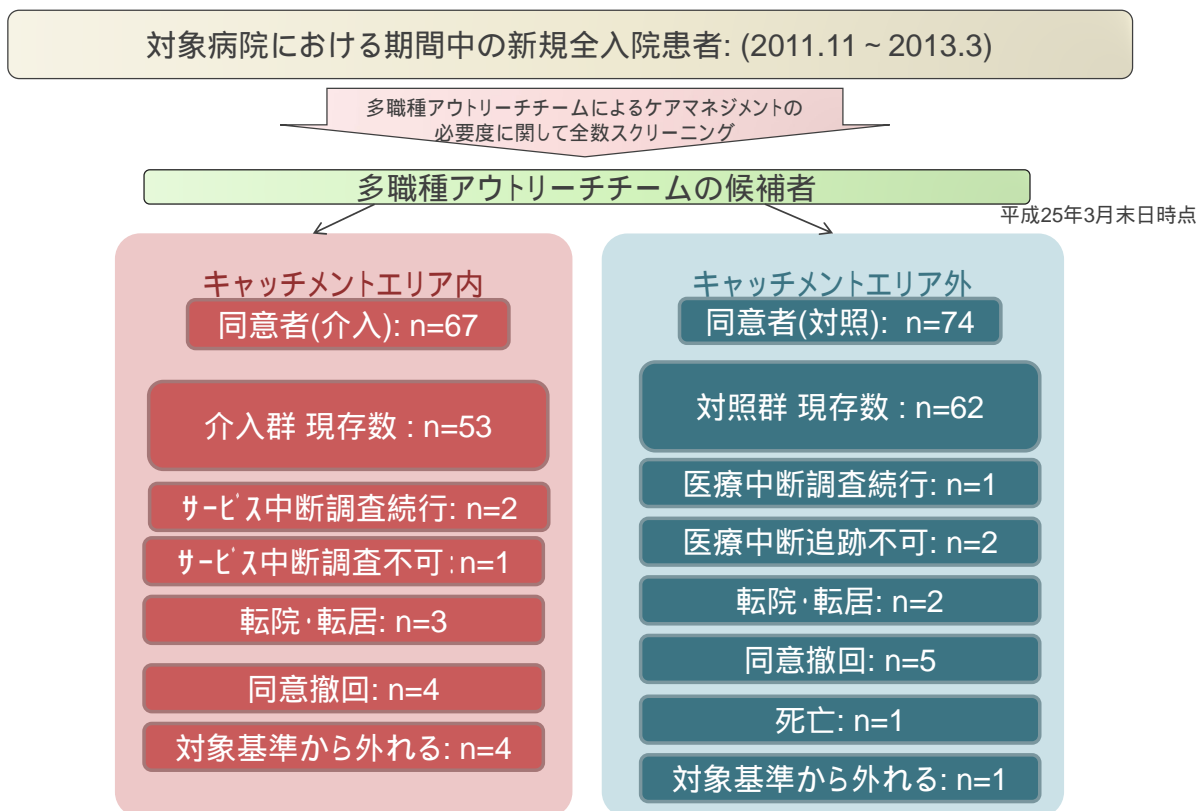 対象病院における期間中の新規全入院患者: (2011.11 ~ 2013.3)
多職種アウトリーチチームによるケアマネジメントの
必要度に関して全数スクリーニング
多職種アウトリーチチームの候補者
平成25年3月末日時点
キャッチメントエリア内
同意者(介入): n=67
介入群 現存数 : n=53
ｻｰﾋﾞｽ中断調査続行: n=2
ｻｰﾋﾞｽ中断調査不可 : n=1
転院･転居: n=3
同意撤回: n=4
対象基準から外れる: n=4
キャッチメントエリア外
同意者(対照): n=74
対照群 現存数 : n=62
医療中断調査続行: n=1
医療中断追跡不可: n=2
転院･転居: n=2
同意撤回: n=5
死亡: n=1
対象基準から外れる: n=1